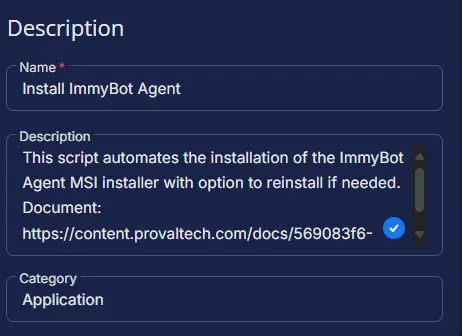 Description
Name *
Install ImmyBot Agent
Description
This script automates the installation of the ImmyBot
Agent MSI installer with option to reinstall if needed.
Document:
https://content.provaltech.com/docs/569083f6-
Category
Application